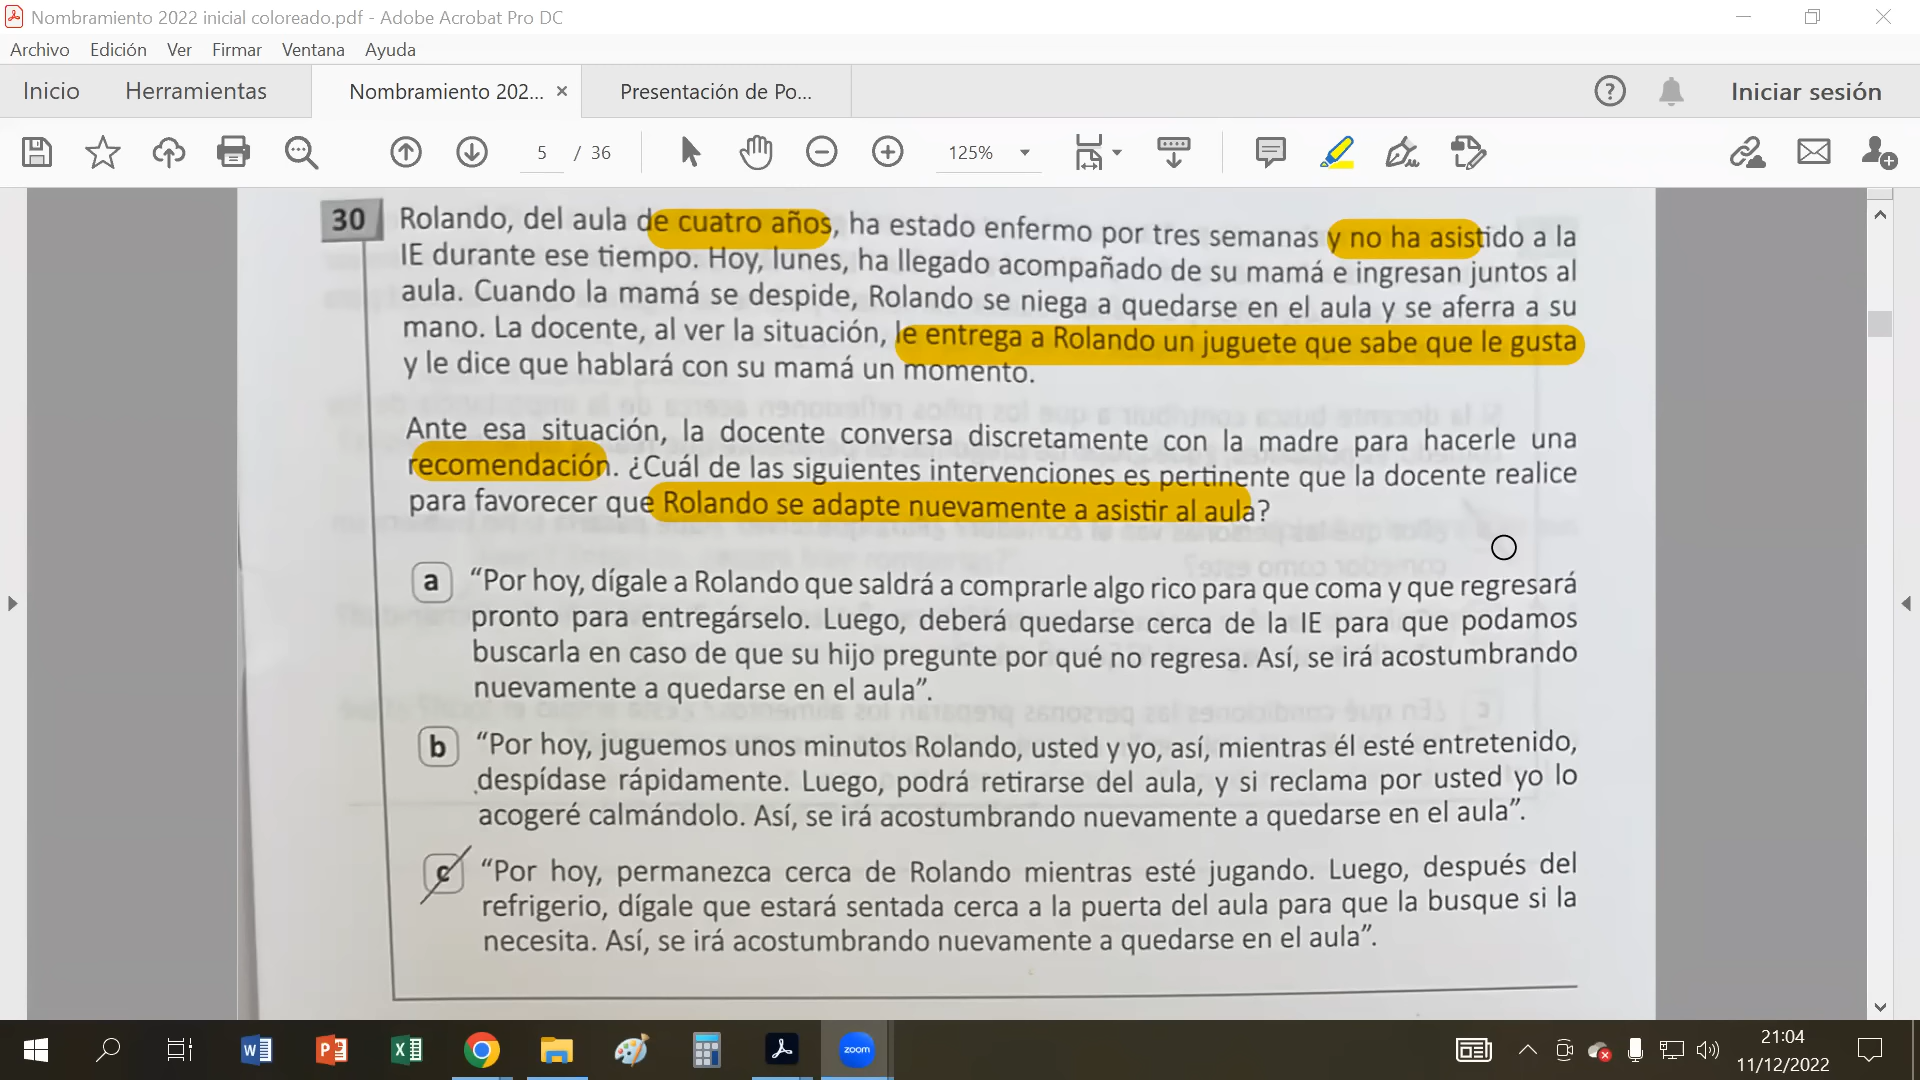 Nombramiento 2022 inicial coloreado.pdf - Adobe Acrobat Pro DC
Archivo Edición Ver Firmar Ventana Ayuda
Inicio Herramientas Nombramiento 202... × Presentación de Po... Iniciar sesión
5 / 36 125%
30 Rolando, del aula de cuatro años, ha estado enfermo por tres semanas y no ha asistido a la
IE durante ese tiempo. Hoy, lunes, ha llegado acompañado de su mamá e ingresan juntos al
aula. Cuando la mamá se despide, Rolando se niega a quedarse en el aula y se aferra a su
mano. La docente, al ver la situación, le entrega a Rolando un juguete que sabe que le gusta
y le dice que hablará con su mamá un momento.
Ante esa situación, la docente conversa discretamente con la madre para hacerle una
recomendación. ¿Cuál de las siguientes intervenciones es pertinente que la docente realice
para favorecer que Rolando se adapte nuevamente a asistir al aula?
a “Por hoy, dígale a Rolando que saldrá a comprarle algo rico para que coma y que regresará
pronto para entregárselo. Luego, deberá quedarse cerca de la IE para que podamos
buscarla en caso de que su hijo pregunte por qué no regresa. Así, se irá acostumbrando
nuevamente a quedarse en el aula”.
b “Por hoy, juguemos unos minutos Rolando, usted y yo, así, mientras él esté entretenido,
despídase rápidamente. Luego, podrá retirarse del aula, y si reclama por usted yo lo
acogeré calmándolo. Así, se irá acostumbrando nuevamente a quedarse en el aula”.
c “Por hoy, permanezca cerca de Rolando mientras esté jugando. Luego, después del
refrigerio, dígale que estará sentada cerca a la puerta del aula para que la busque si la
necesita. Así, se irá acostumbrando nuevamente a quedarse en el aula”.
zoom
21:04
11/12/2022